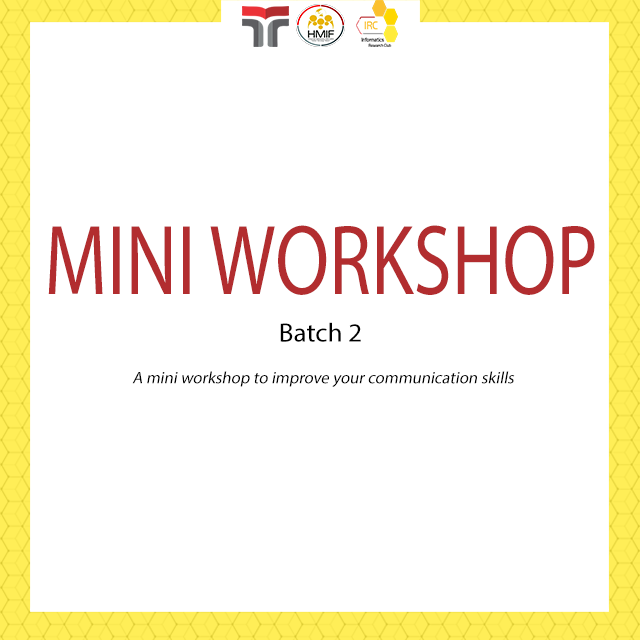 HMIF
IRC
Informatics
Research Club
MINI WORKSHOP
Batch 2
A mini workshop to improve your communication skills